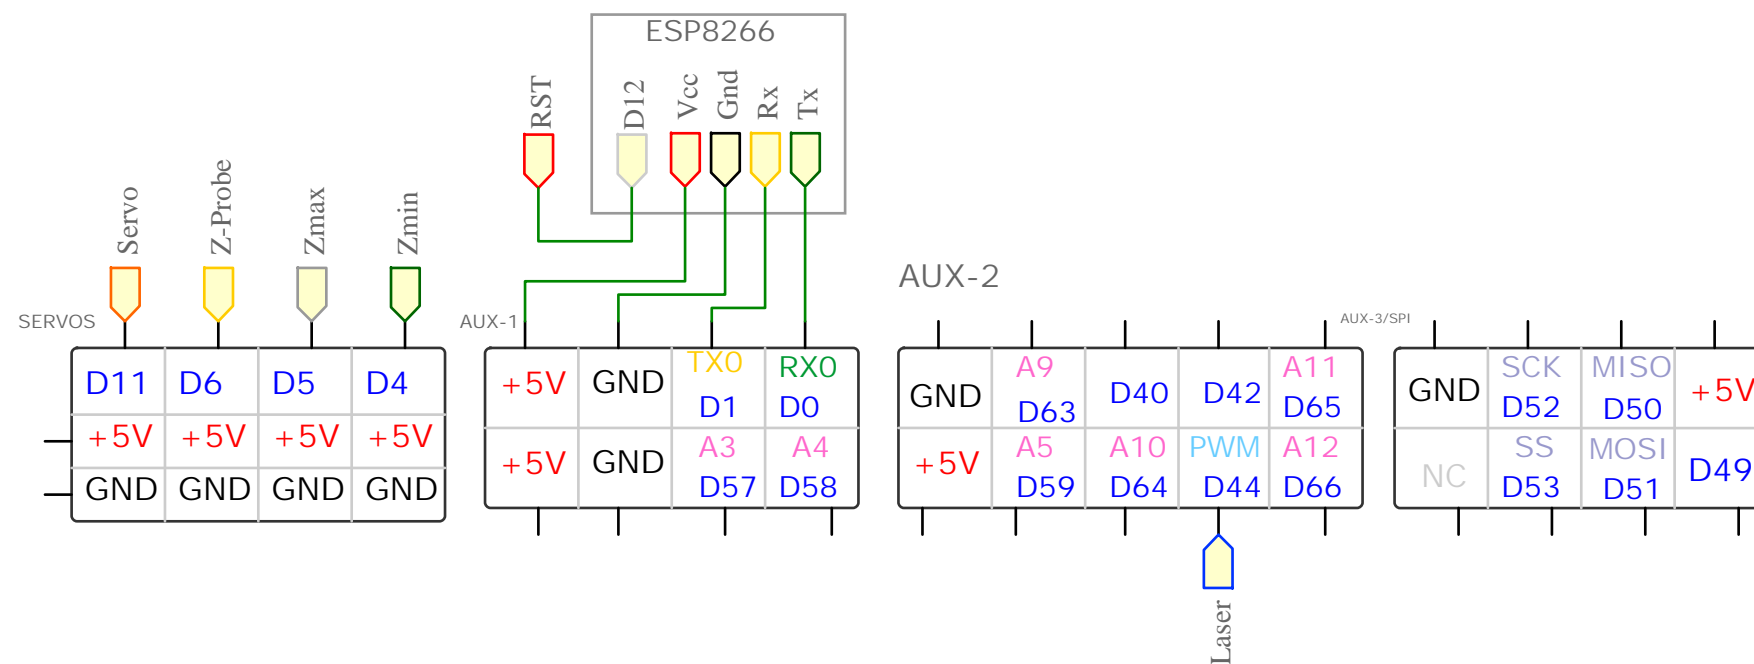 ESP8266
RST
D12
Vcc
Gnd
Rx
Tx
Servo
Z-Probe
Zmax
Zmin
SERVOS
D11 D6 D5 D4
+5V +5V +5V +5V
GND GND GND GND
AUX-1
+5V GND TX0 RX0
D1 D0
+5V GND A3 A4
D57 D58
AUX-2
GND A9 D40 D42 A11
D63 D65
+5V A5 A10 PWM A12
D59 D64 D44 D66
Laser
AUX-3/SPI
GND SCK MISO +5V
D52 D50
NC SS MOSI D49
D53 D51